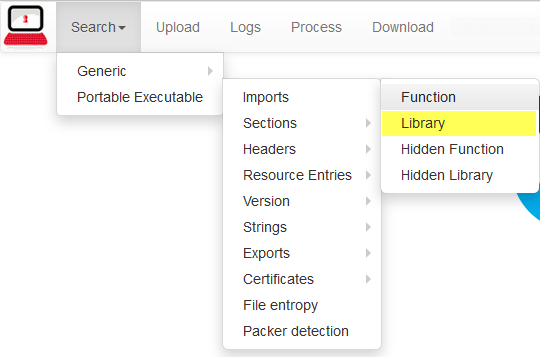 Search Upload Logs Process Download
Generic
Portable Executable
Imports
Sections
Headers
Resource Entries
Version
Strings
Exports
Certificates
File entropy
Packer detection
Function
Library
Hidden Function
Hidden Library